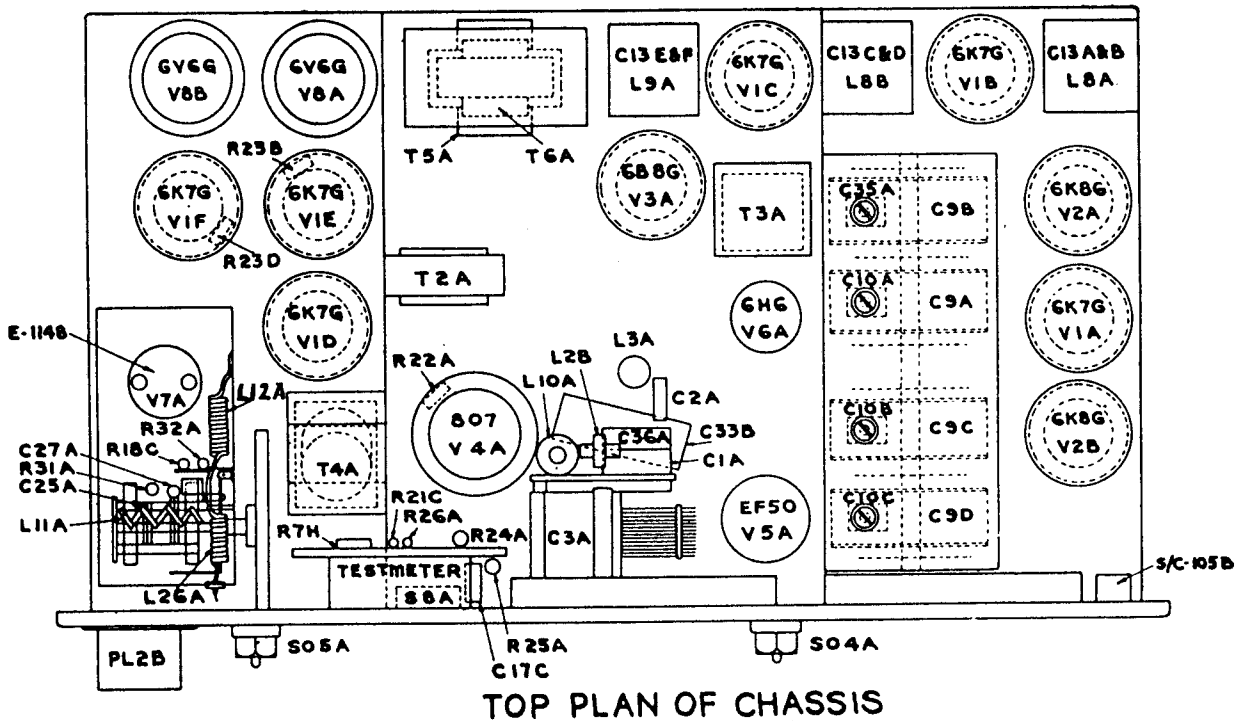 6V6G
V8B
6V6G
V8A
C13E&F
L9A
6K7G
V1C
C13C&D
L8B
6K7G
V1B
C13A&B
L8A
T5A
T6A
R25B
6K7G
V1F
6K7G
V1E
R23D
6B8G
V3A
T3A
C35A
C9B
6K8G
V2A
T2A
C10A
C9A
6H6
V6A
6K7G
V1A
6K7G
V1D
E-1148
V7A
L12A
R22A
807
V4A
L3A
L2B
L10A
C2A
C36A
C33B
C1A
C10B
C9C
6K8G
V2B
R32A
R18C
C27A
R31A
C25A
L11A
T4A
R21C
R26A
R7H
R24A
C3A
EF50
V5A
C10C
C9D
TESTMETER
S8A
L26A
S/C-105B
PL2B
SO5A
R25A
C17C
SO4A
TOP PLAN OF CHASSIS